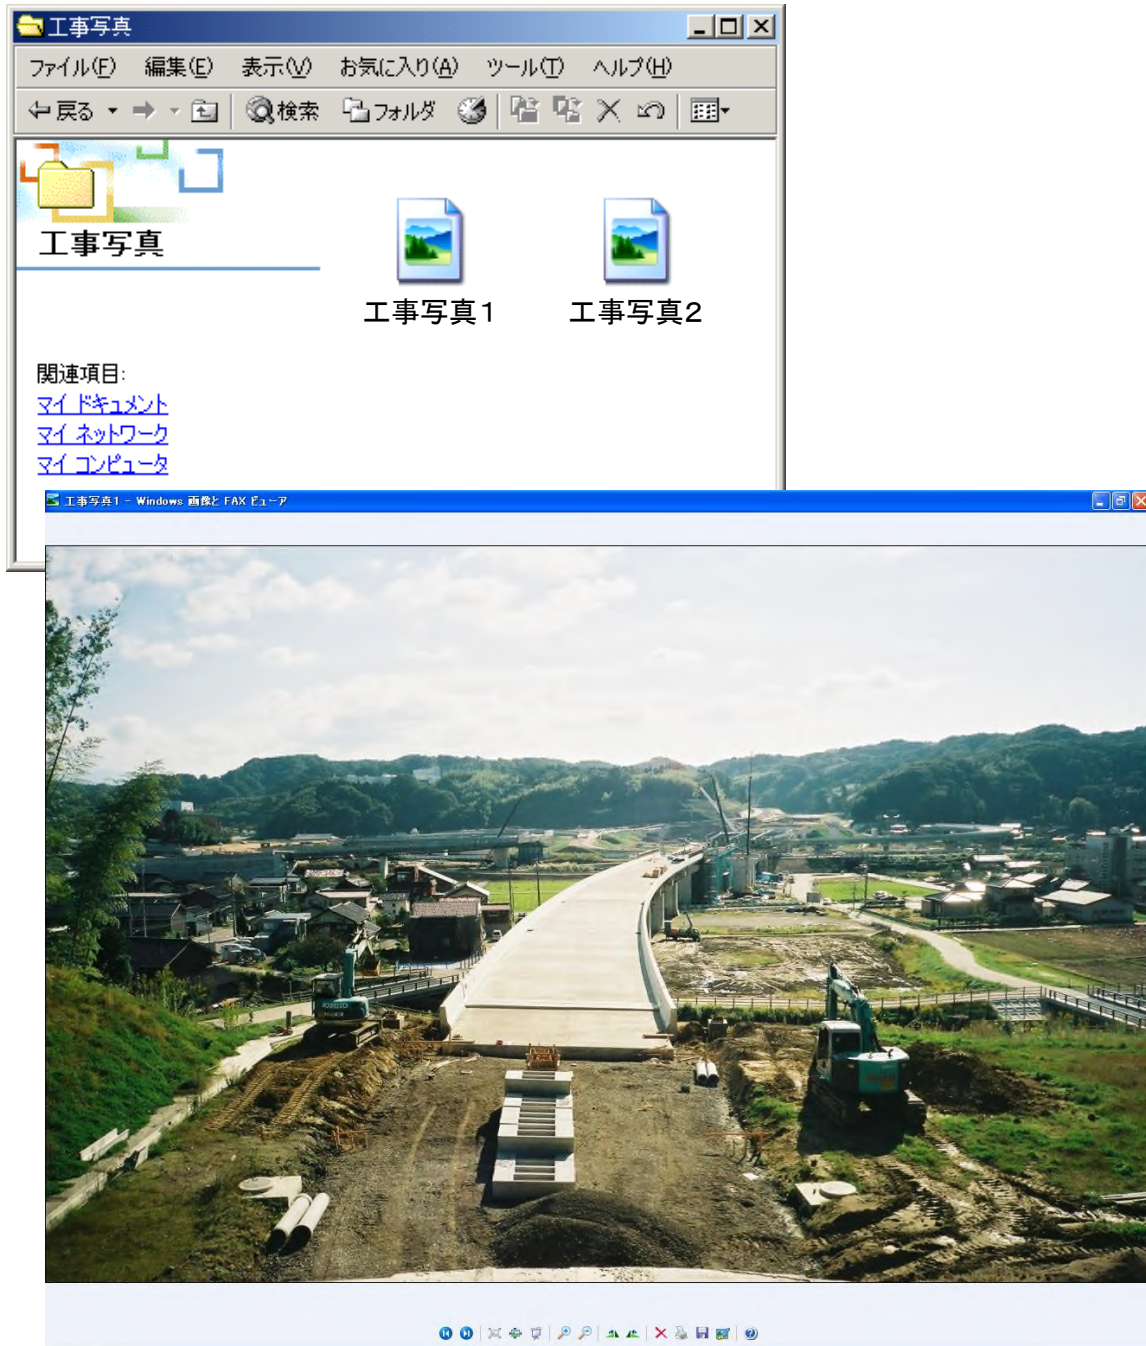 工事写真
ファイル(F) 編集(E) 表示(V) お気に入り(A) ツール(T) ヘルプ(H)
戻る 検索 フォルダ
工事写真
工事写真1 工事写真2
関連項目:
マイ ドキュメント
マイ ネットワーク
マイ コンピュータ
工事写真1 - Windows 画像と FAX ビューア